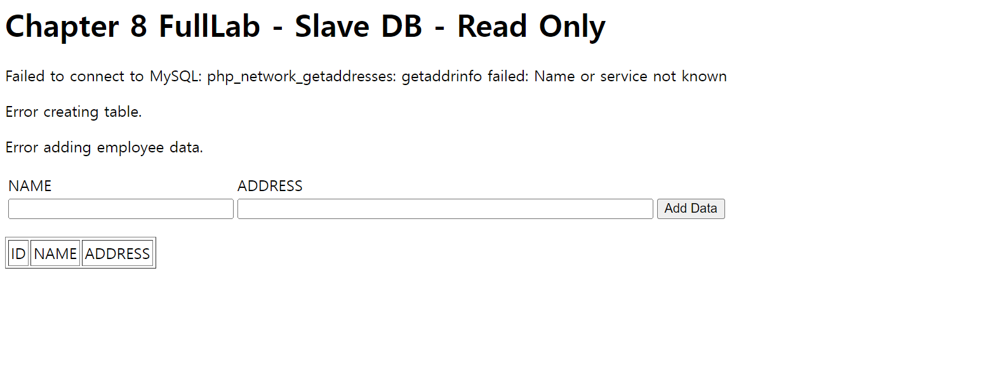 Chapter 8 FullLab - Slave DB - Read Only
Failed to connect to MySQL: php_network_getaddresses: getaddrinfo failed: Name or service not known
Error creating table.
Error adding employee data.
NAME ADDRESS
Add Data
ID NAME ADDRESS